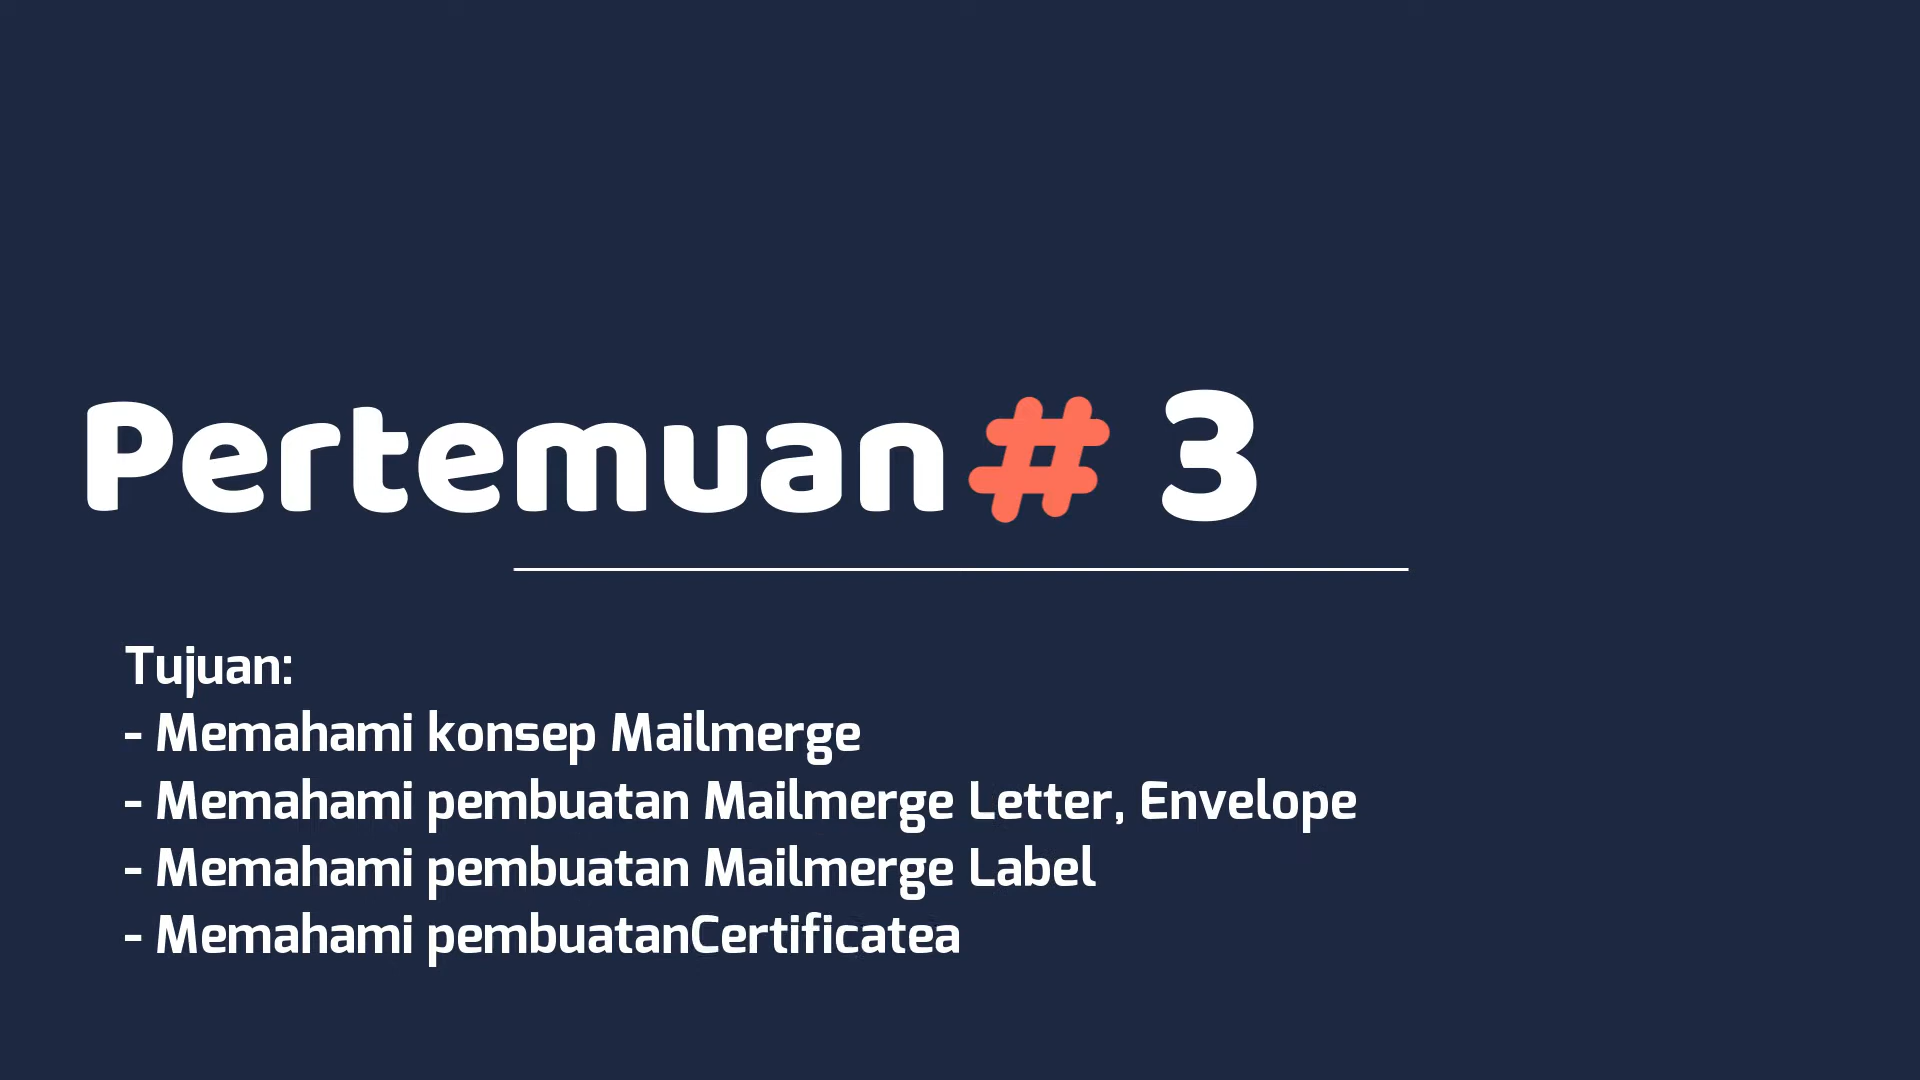 Pertemuan# 3
Tujuan:
- Memahami konsep Mailmerge
- Memahami pembuatan Mailmerge Letter, Envelope
- Memahami pembuatan Mailmerge Label
- Memahami pembuatanCertificatea